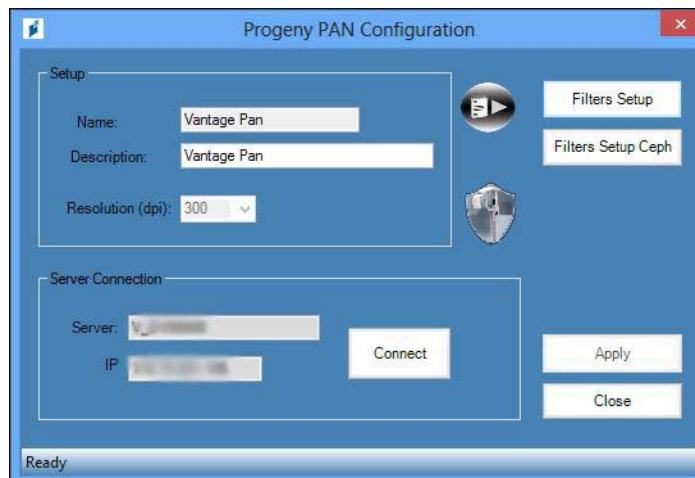 Progeny PAN Configuration
Setup
Name: Vantage Pan
Description: Vantage Pan
Resolution (dpi): 300
Filters Setup
Filters Setup Ceph
Server Connection
Server:
IP
Connect
Apply
Close
Ready